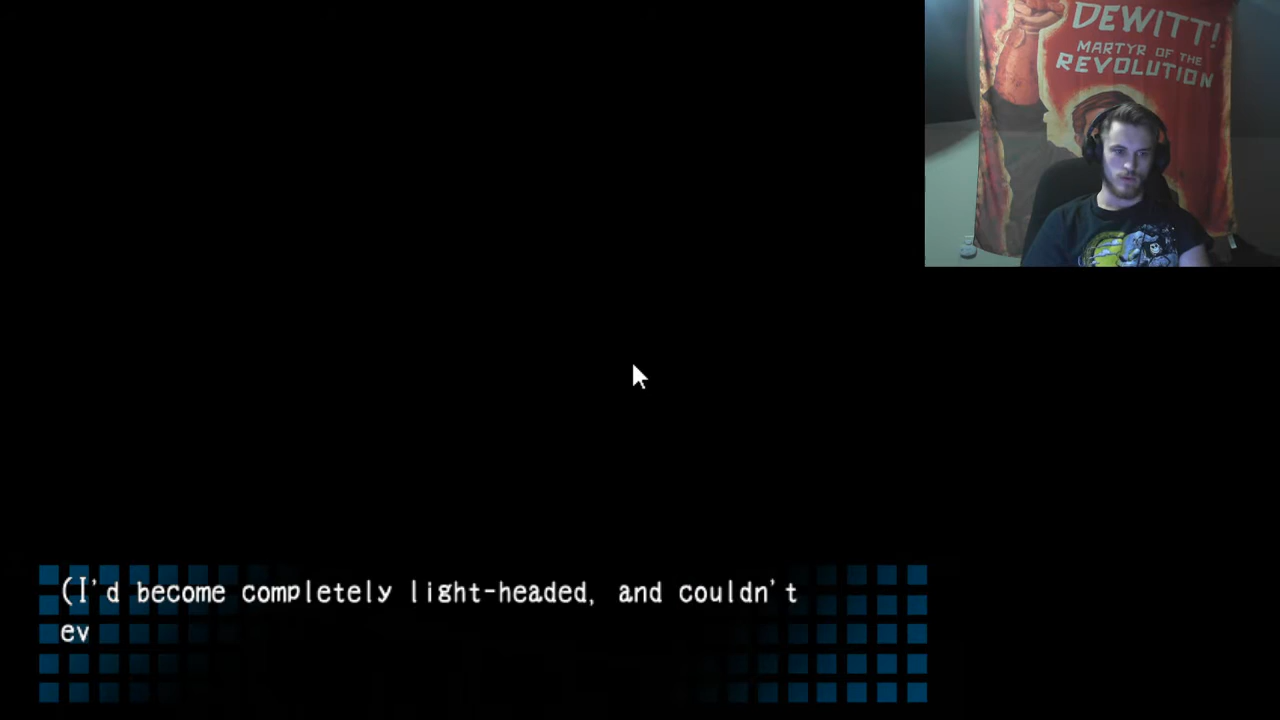 DEWITT!
MARTYR OF THE
REVOLUTION
(I'd become completely light-headed, and couldn't
ev